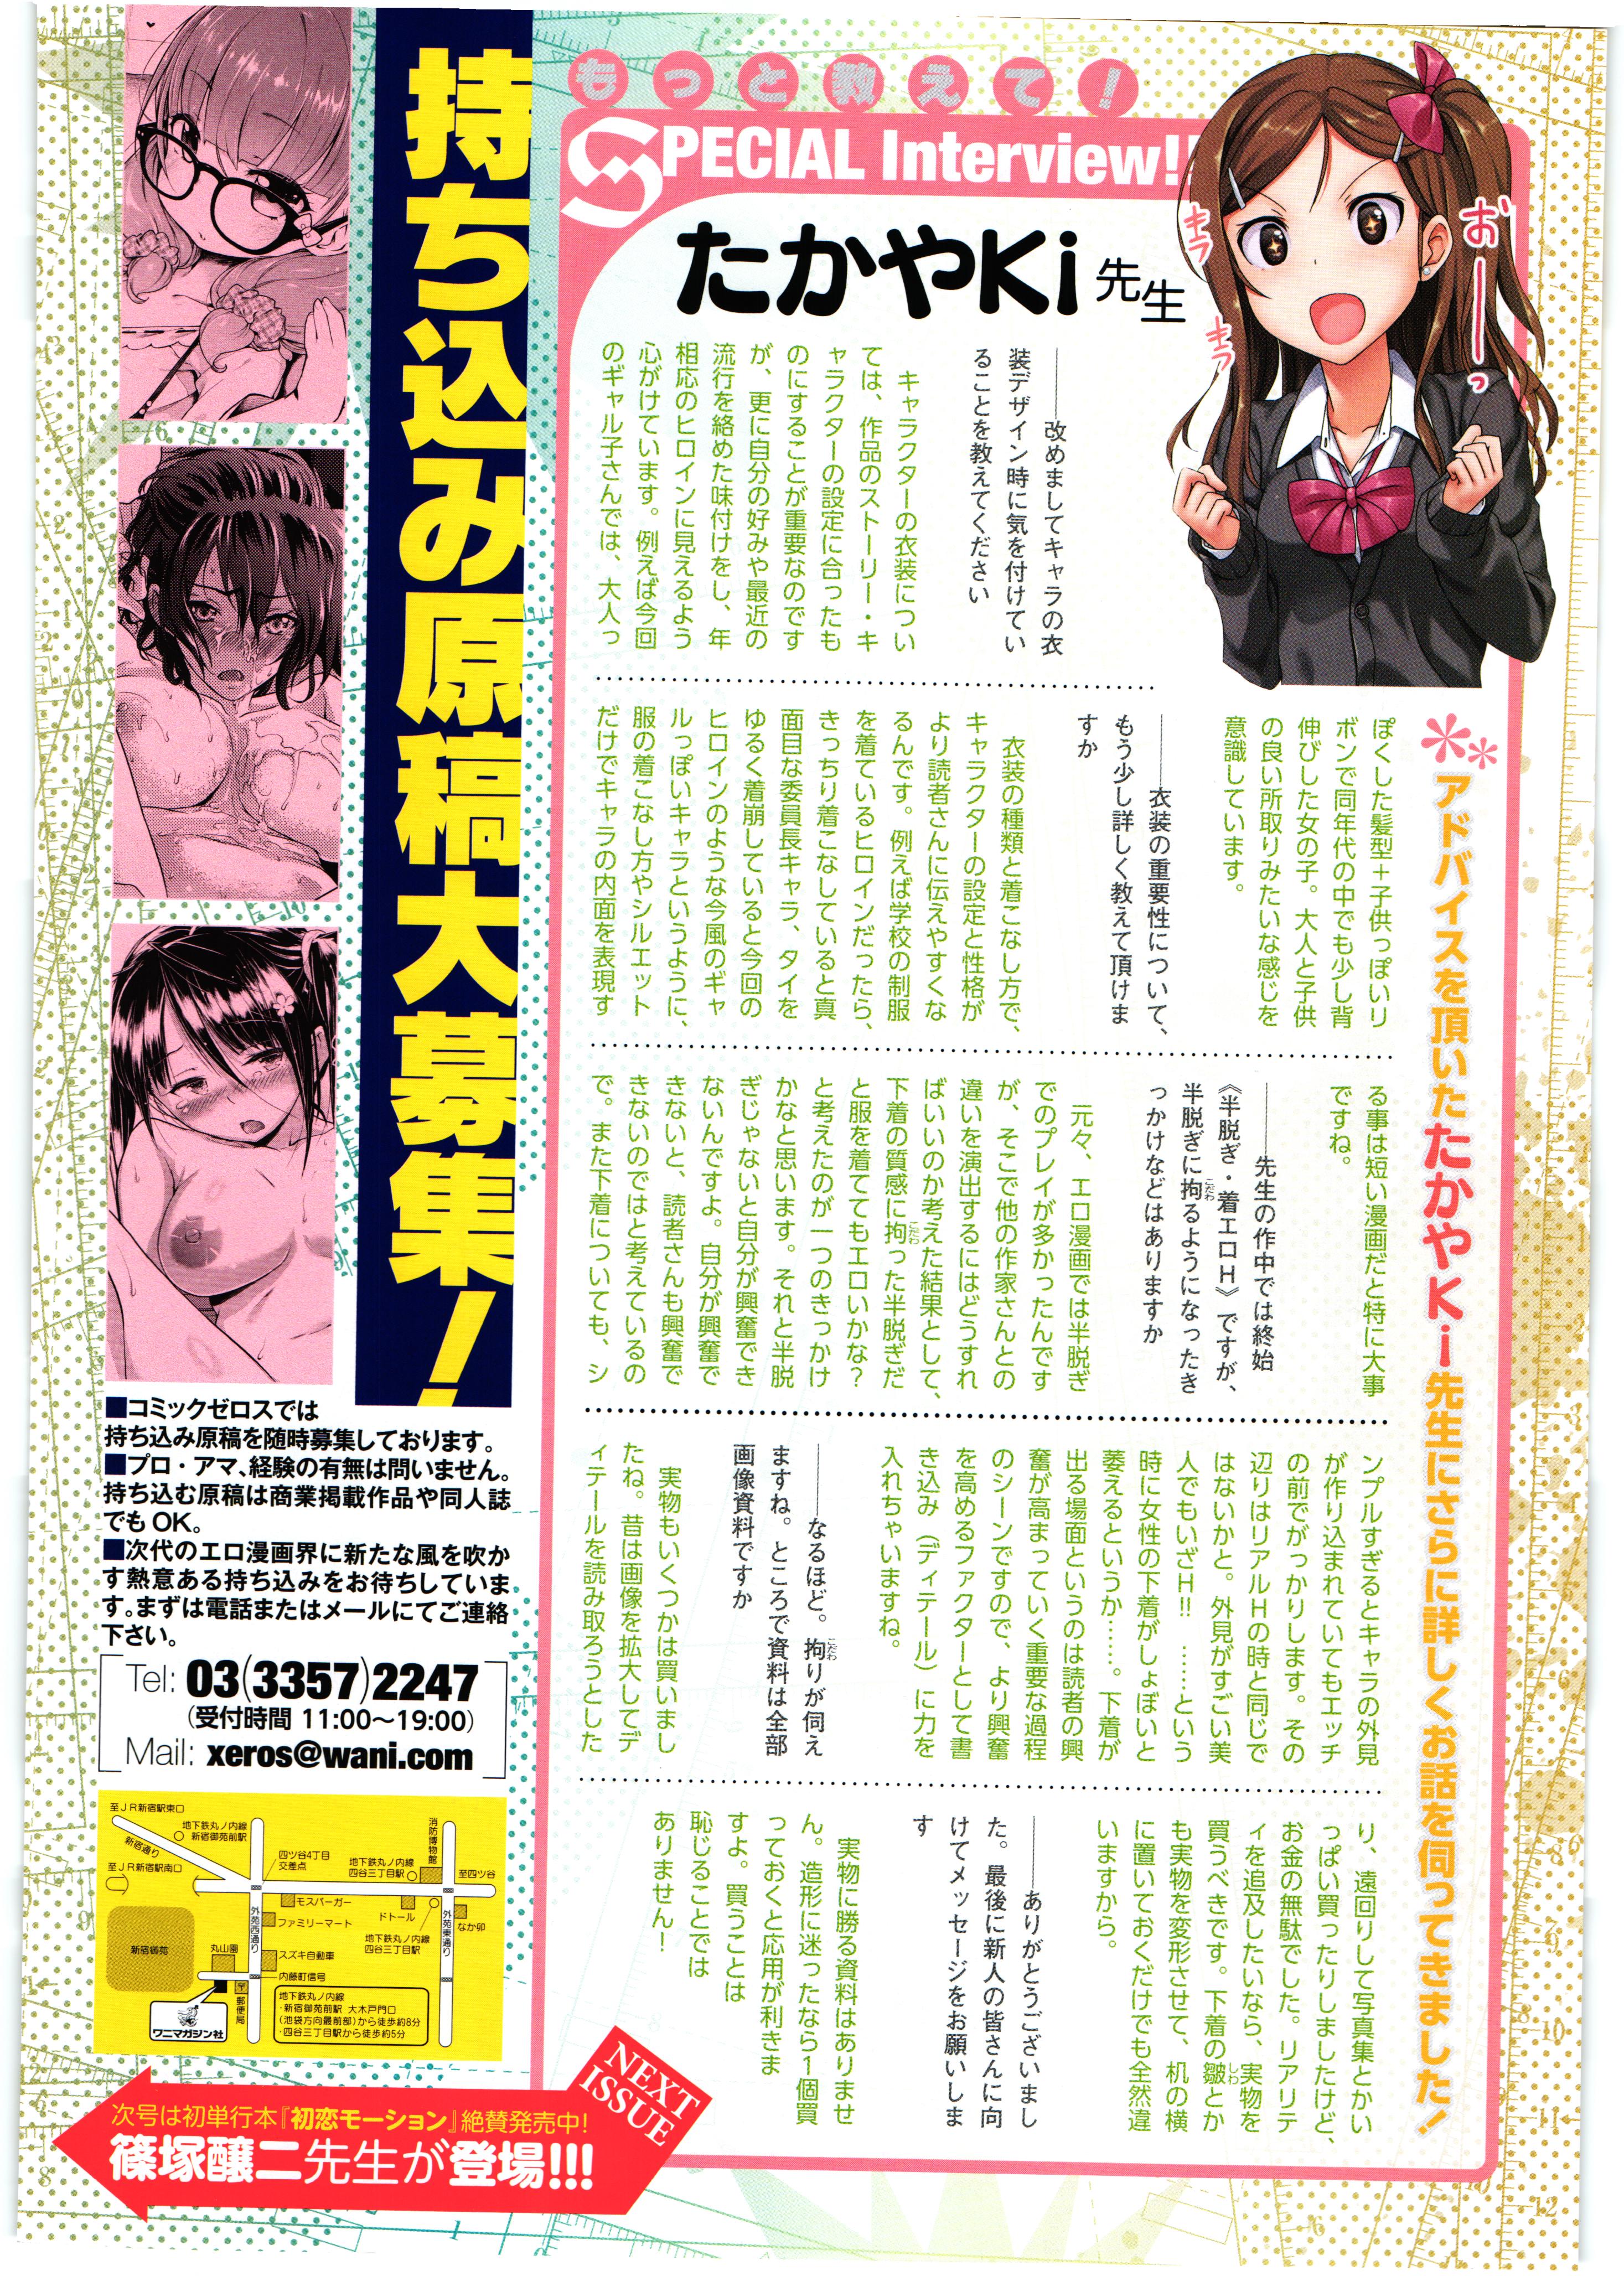 もっと教えて！
SPECIAL Interview!!
たかやKi先生
おーーっ
キラ
キラ
アドバイスを頂いたたかやKi先生にさらに詳しくお話を伺ってきました！
――改めましてキャラの衣
装デザイン時に気を付けてい
ることを教えてください
キャラクターの衣装につい
ては、作品のストーリー・キ
ャラクターの設定に合ったも
のにすることが重要なのです
が、更に自分の好みや最近の
流行を絡めた味付けをし、年
相応のヒロインに見えるよう
心がけています。例えば今回
のギャル子さんでは、大人っ
ぽくした髪型＋子供っぽいリ
ボンで同年代の中でも少し背
伸びした女の子。大人と子供
の良い所取りみたいな感じを
意識しています。
――衣装の重要性について、
もう少し詳しく教えて頂けま
すか
衣装の種類と着こなし方で、
キャラクターの設定と性格が
より読者さんに伝えやすくな
るんです。例えば学校の制服
を着ているヒロインだったら、
きっちり着こなしていると真
面目な委員長キャラ、タイを
ゆるく着崩していると今回の
ヒロインのような今風のギャ
ルっぽいキャラというように、
服の着こなし方やシルエット
だけでキャラの内面を表現す
る事は短い漫画だと特に大事
ですね。
――先生の作中では終始
《半脱ぎ・着エロH》ですが、
半脱ぎに拘るようになったき
っかけなどはありますか
元々、エロ漫画では半脱ぎ
でのプレイが多かったんです
が、そこで他の作家さんとの
違いを演出するにはどうすれ
ばいいのか考えた結果として、
下着の質感に拘った半脱ぎだ
と服を着ててもエロいかな？
と考えたのが一つのきっかけ
かなと思います。それと半脱
ぎじゃないと自分が興奮でき
ないんですよ。自分が興奮で
きないと、読者さんも興奮で
きないのではと考えているの
で。また下着についても、シ
ンプルすぎるとキャラの外見
が作り込まれていてもエッチ
の前でがっかりします。その
辺りはリアルHの時と同じで
はないかと。外見がすごい美
人でもいざH!! ……という
時に女性の下着がしょぼいと
萎えるというか……。下着が
出る場面というのは読者の興
奮が高まっていく重要な過程
のシーンですので、より興奮
を高めるファクターとして書
き込み（ディテール）に力を
入れちゃいますね。
――なるほど。拘りが伺え
ますね。ところで資料は全部
画像資料ですか
実物もいくつかは買いまし
たね。昔は画像を拡大してデ
ィテールを読み取ろうとした
り、遠回りして写真集とかい
っぱい買ったりしましたけど、
お金の無駄でした。リアリテ
ィを追及したいなら、実物を
買うべきです。下着の皺とか
も実物を変形させて、机の横
に置いておくだけでも全然違
いますから。
――ありがとうございまし
た。最後に新人の皆さんに向
けてメッセージをお願いしま
す
実物に勝る資料はありませ
ん。造形に迷ったなら1個買
っておくと応用が利きま
すよ。買うことは
恥じることでは
ありません！
持ち込み原稿大募集！
■コミックゼロスでは
持ち込み原稿を随時募集しております。
■プロ・アマ、経験の有無は問いません。
持ち込む原稿は商業掲載作品や同人誌
でもOK。
■次代のエロ漫画界に新たな風を吹か
す熱意ある持ち込みをお待ちしていま
す。まずは電話またはメールにてご連絡
下さい。
Tel: 03(3357)2247
（受付時間 11:00～19:00）
Mail: xeros@wani.com
至JR新宿駅東口
地下鉄丸ノ内線
新宿御苑前駅
新宿通り
至JR新宿駅南口
四ツ谷4丁目
交差点
消防博物館
地下鉄丸ノ内線
四谷三丁目駅
至四ツ谷
モスバーガー
ファミリーマート
ドトール
なか卯
地下鉄丸ノ内線
四谷三丁目駅
外苑西通り
外苑東通り
新宿御苑
丸山園
スズキ自動車
内藤町信号
〒郵便局
ワニマガジン社
地下鉄丸ノ内線
・新宿御苑前駅 大木戸門口
（池袋方向最前部）から徒歩約8分
・四谷三丁目駅から徒歩約5分
NEXT
ISSUE
次号は初単行本『初恋モーション』絶賛発売中！
篠塚醸二先生が登場!!!